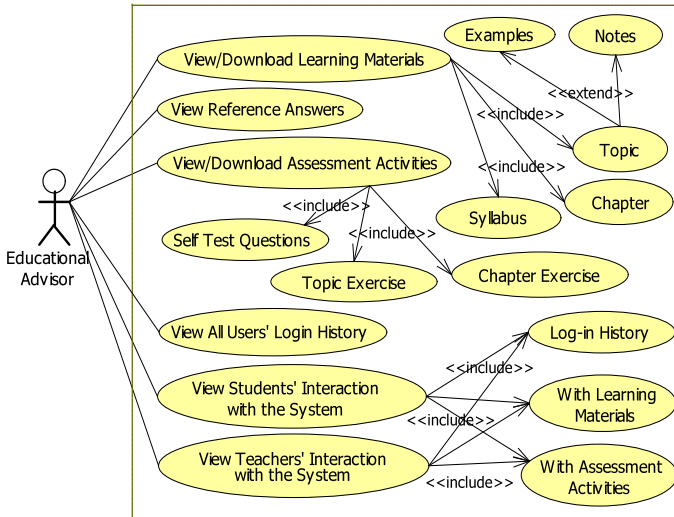 Examples
Notes
View/Download Learning Materials
<<extend>>
View Reference Answers
<<include>>
Topic
View/Download Assessment Activities
<<include>>
<<include>>
Syllabus
Chapter
<<include>>
Self Test Questions
<<include>>
Educational
Advisor
Topic Exercise
Chapter Exercise
View All Users' Login History
Log-in History
<<include>>
View Students' Interaction
with the System
With Learning
Materials
<<include>>
View Teachers' Interaction
with the System
With Assessment
Activities
<<include>>